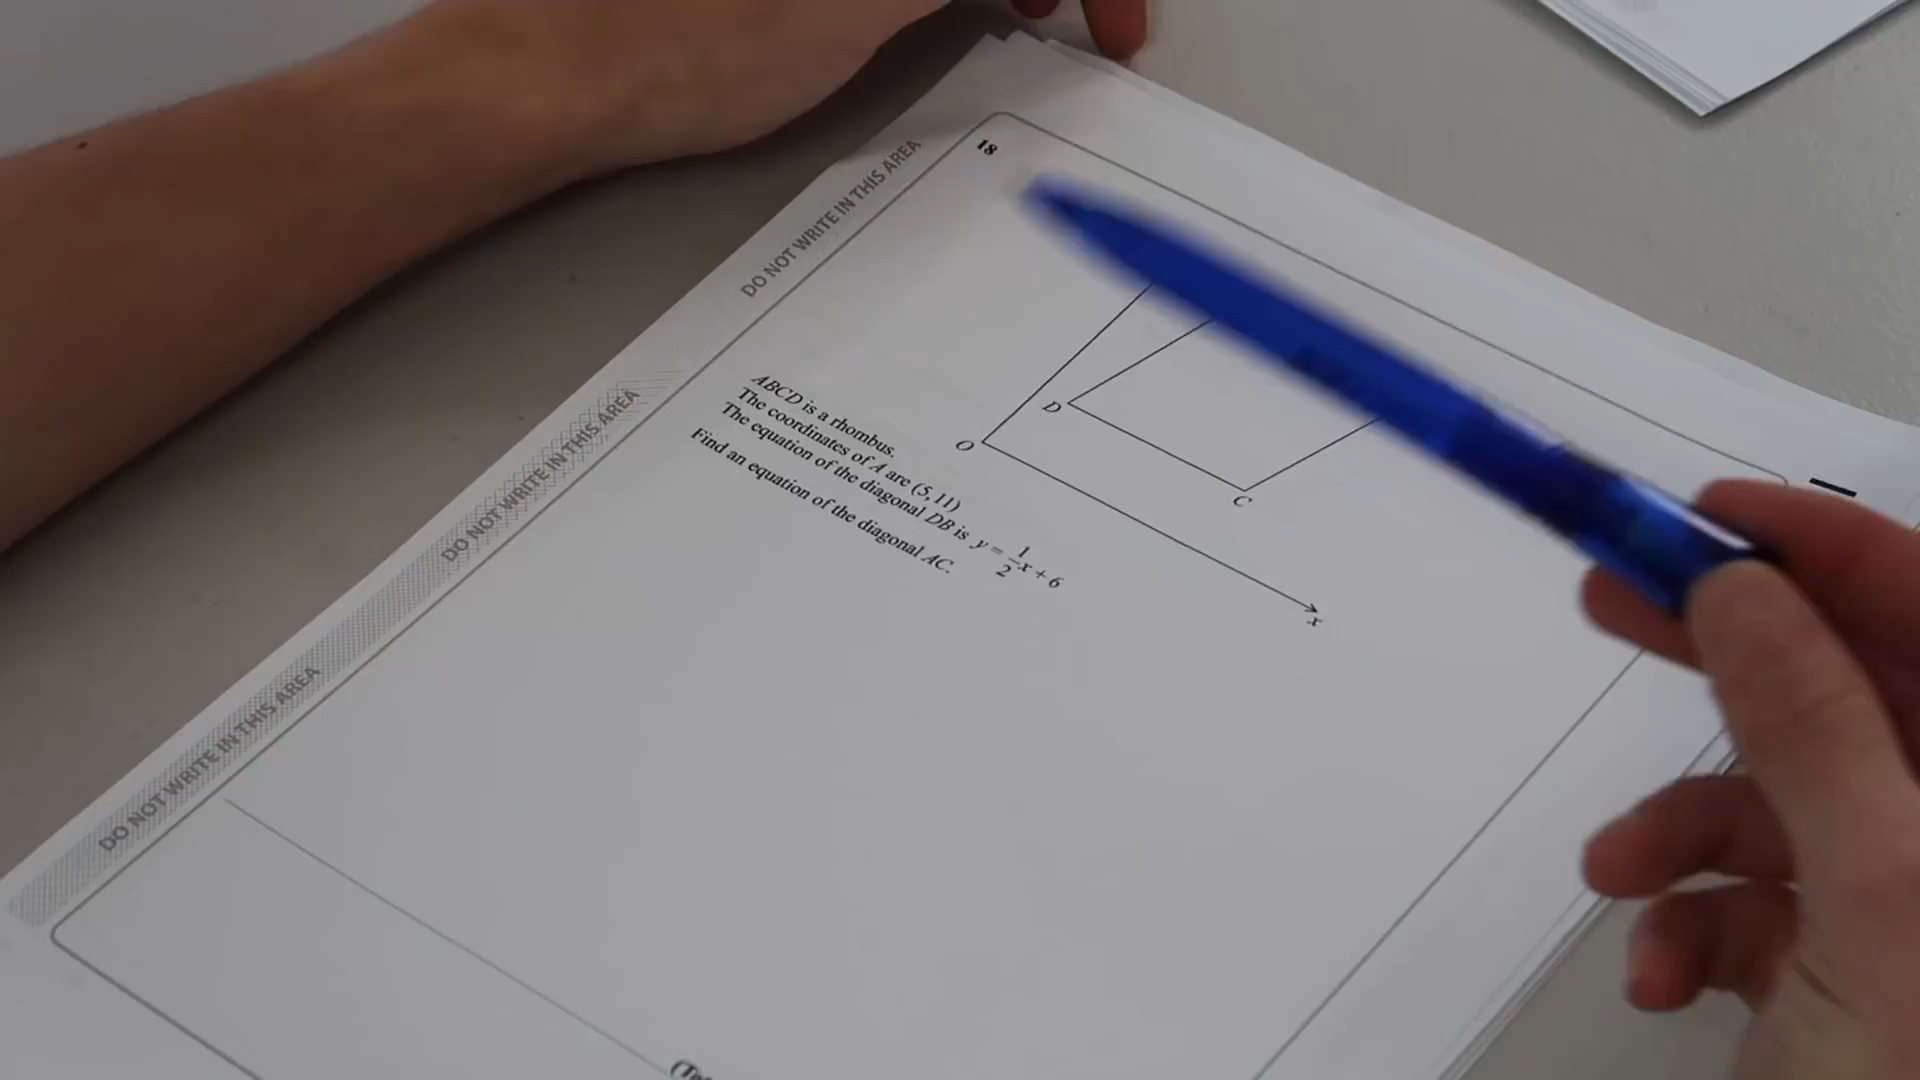 18
O
D
C
x
ABCD is a rhombus.
The coordinates of A are (5, 11)
The equation of the diagonal DB is y = 1/2 x + 6
Find an equation of the diagonal AC.
DO NOT WRITE IN THIS AREA
DO NOT WRITE IN THIS AREA
DO NOT WRITE IN THIS AREA